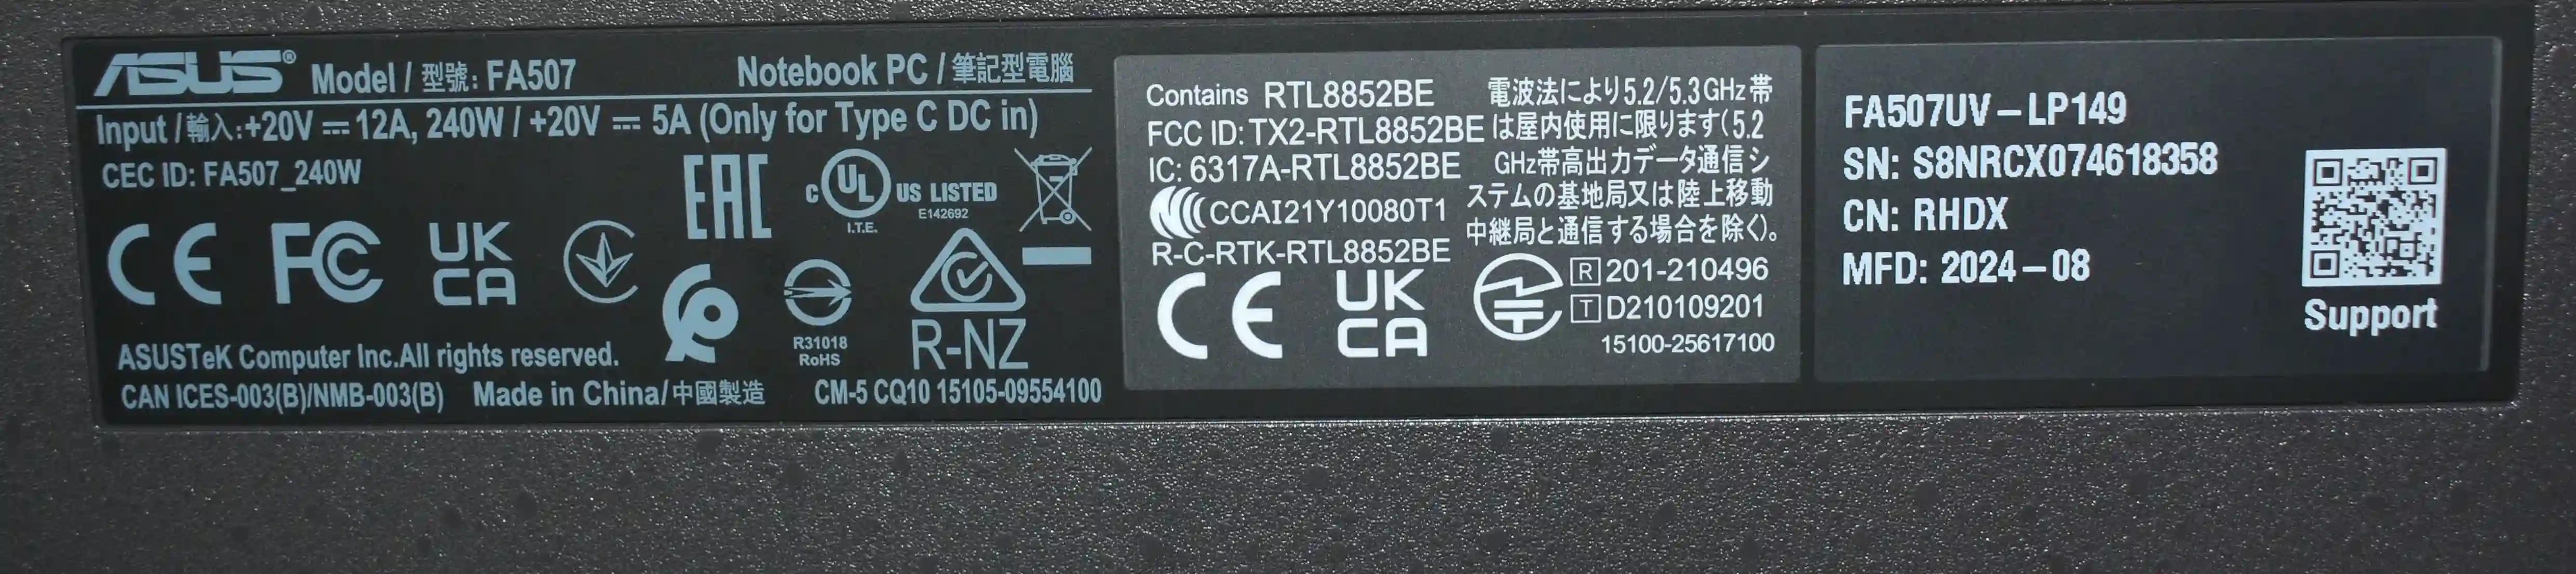 ASUS® Model / 型號: FA507 Notebook PC / 筆記型電腦
Input / 輸入:+20V ⎓ 12A, 240W / +20V ⎓ 5A (Only for Type C DC in)
CEC ID: FA507_240W
EAC
C UL US LISTED
E142692
I.T.E.
CE FC UK
CA
R31018
RoHS
R-NZ
ASUSTeK Computer Inc.All rights reserved.
CAN ICES-003(B)/NMB-003(B) Made in China/中國製造 CM-5 CQ10 15105-09554100
Contains RTL8852BE
FCC ID: TX2-RTL8852BE
IC: 6317A-RTL8852BE
CCAI21Y10080T1
R-C-RTK-RTL8852BE
電波法により5.2/5.3GHz帯
は屋内使用に限ります(5.2
GHz帯高出力データ通信シ
ステムの基地局又は陸上移動
中継局と通信する場合を除く)。
CE UK
CA
R 201-210496
T D210109201
15100-25617100
FA507UV-LP149
SN: S8NRCX074618358
CN: RHDX
MFD: 2024-08
Support